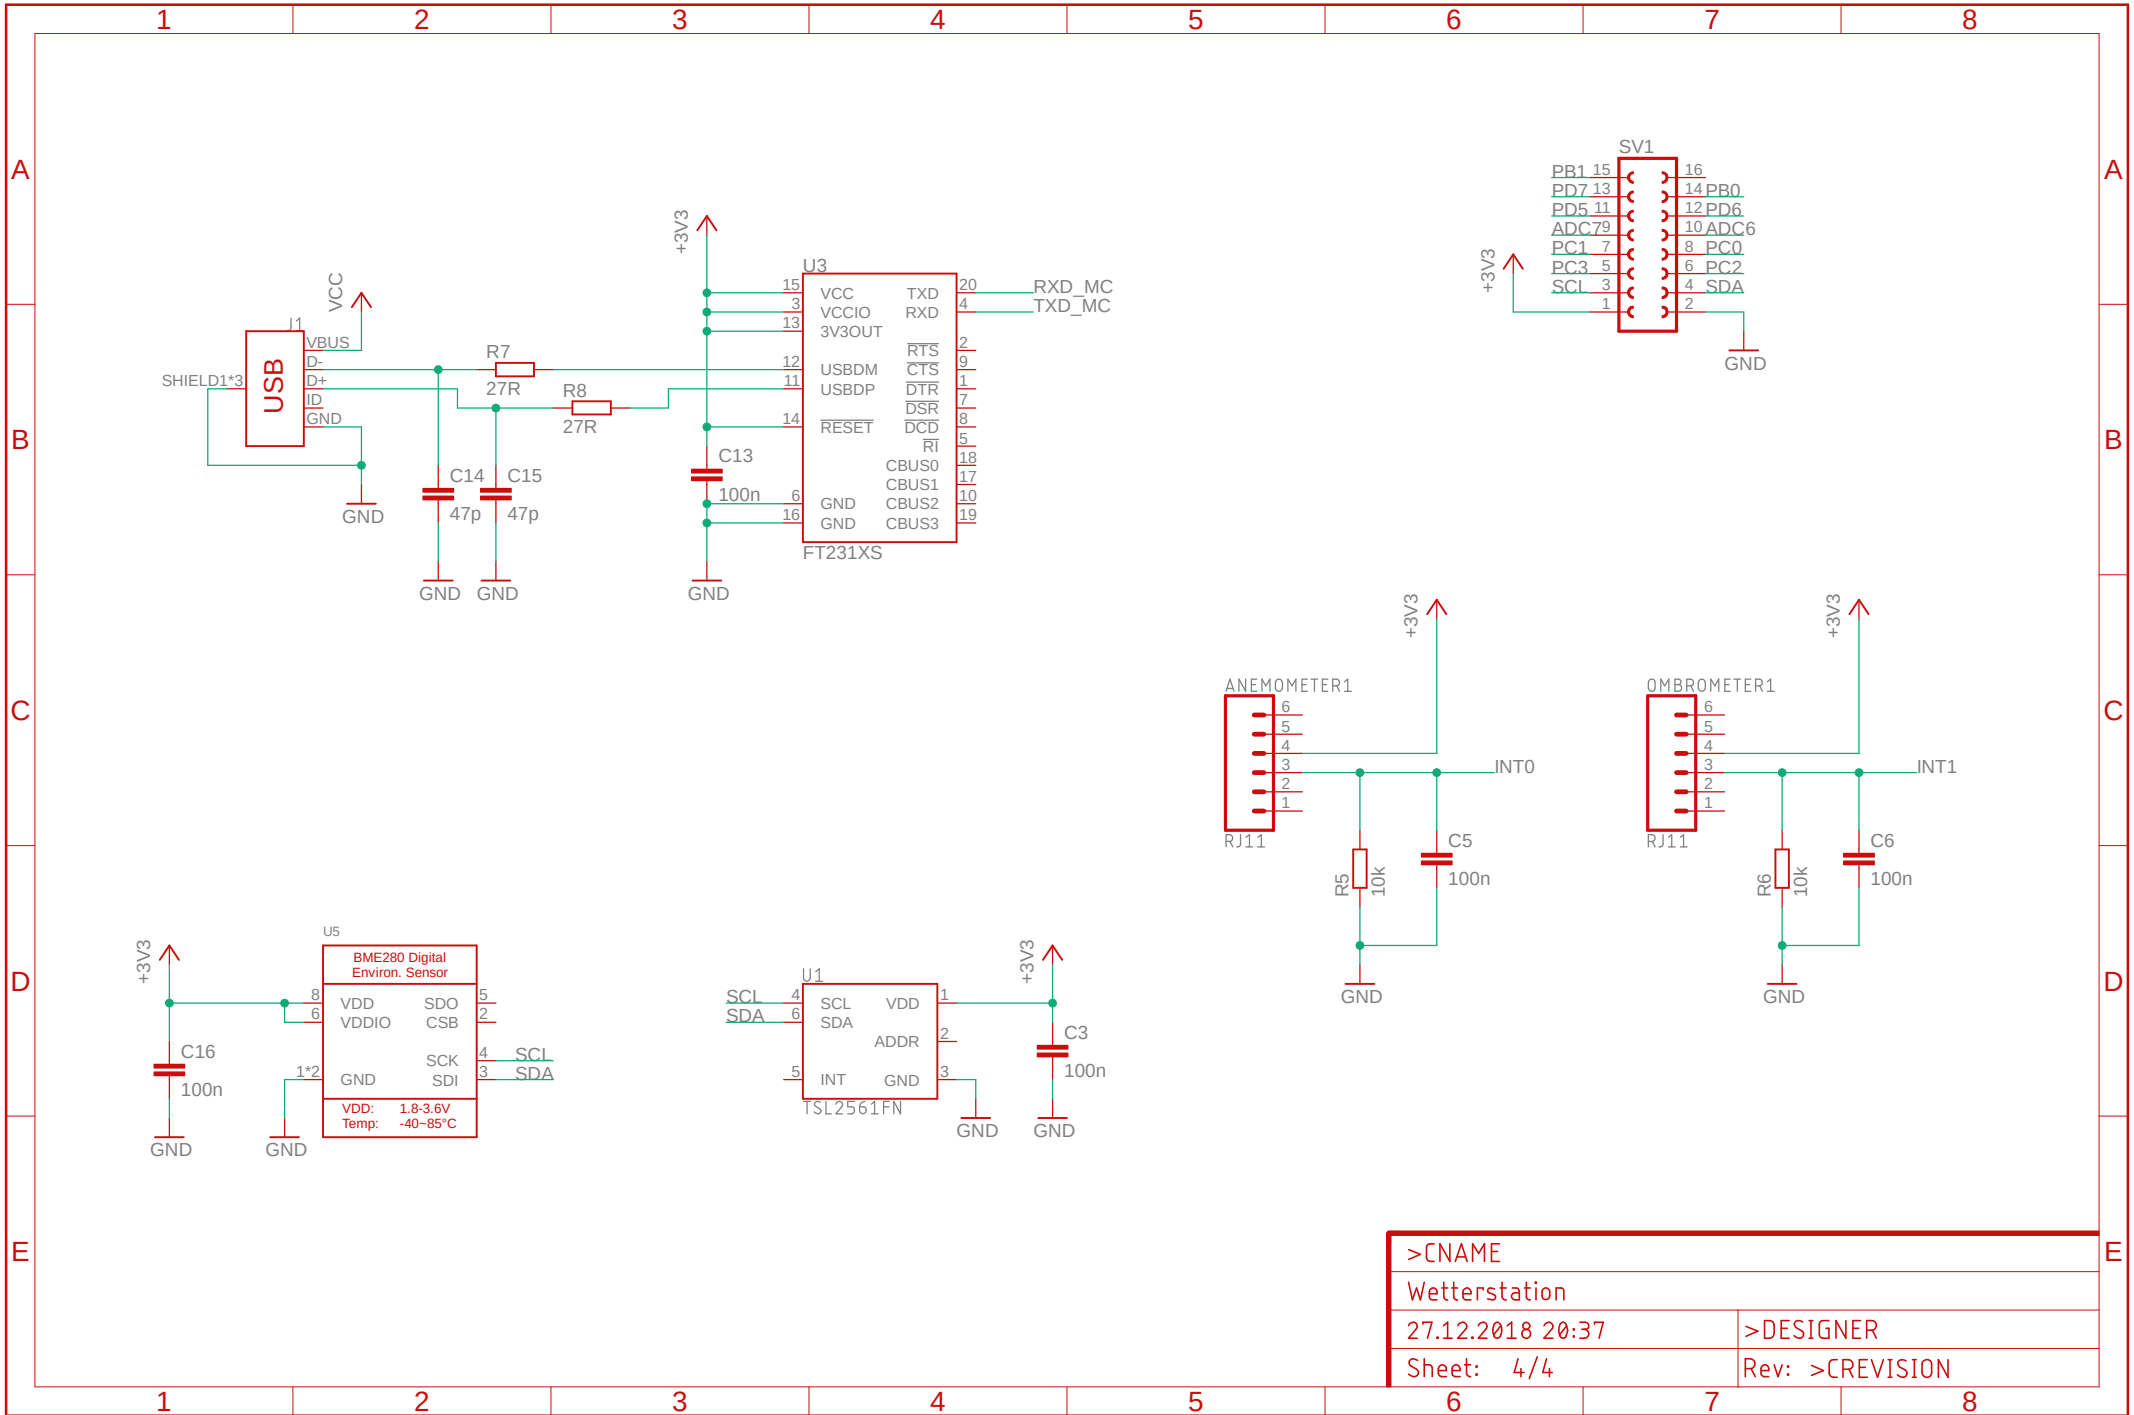 1 2 3 4 5 6 7 8
A A
B B
C C
D D
E E
1 2 3 4 5 6 7 8
VCC
J1
USB
VBUS
D-
D+
ID
GND
SHIELD1*3
GND
R7
27R
R8
27R
C14
47p
C15
47p
GND
GND
+3V3
C13
100n
GND
U3
15 VCC TXD 20 RXD_MC
3 VCCIO RXD 4 TXD_MC
13 3V3OUT
RTS 2
12 USBDM CTS 9
11 USBDP DTR 1
DSR 7
14 RESET DCD 8
RI 5
CBUS0 18
CBUS1 17
6 GND CBUS2 10
16 GND CBUS3 19
FT231XS
SV1
PB1 15 16
PD7 13 14 PB0
PD5 11 12 PD6
ADC7 9 10 ADC6
PC1 7 8 PC0
PC3 5 6 PC2
SCL 3 4 SDA
1 2
+3V3
GND
ANEMOMETER1
6
5
4
3
2
1
RJ11
+3V3
INT0
R5
10k
C5
100n
GND
OMBROMETER1
6
5
4
3
2
1
RJ11
+3V3
INT1
R6
10k
C6
100n
GND
+3V3
C16
100n
GND
GND
U5
BME280 Digital
Environ. Sensor
8 VDD SDO 5
6 VDDIO CSB 2
SCK 4 SCL
1*2 GND SDI 3 SDA
VDD: 1.8-3.6V
Temp: -40~85°C
U1
SCL 4 SCL VDD 1
SDA 6 SDA
ADDR 2
5 INT GND 3
TSL2561FN
+3V3
C3
100n
GND
GND
>CNAME
Wetterstation
27.12.2018 20:37 >DESIGNER
Sheet: 4/4 Rev: >CREVISION